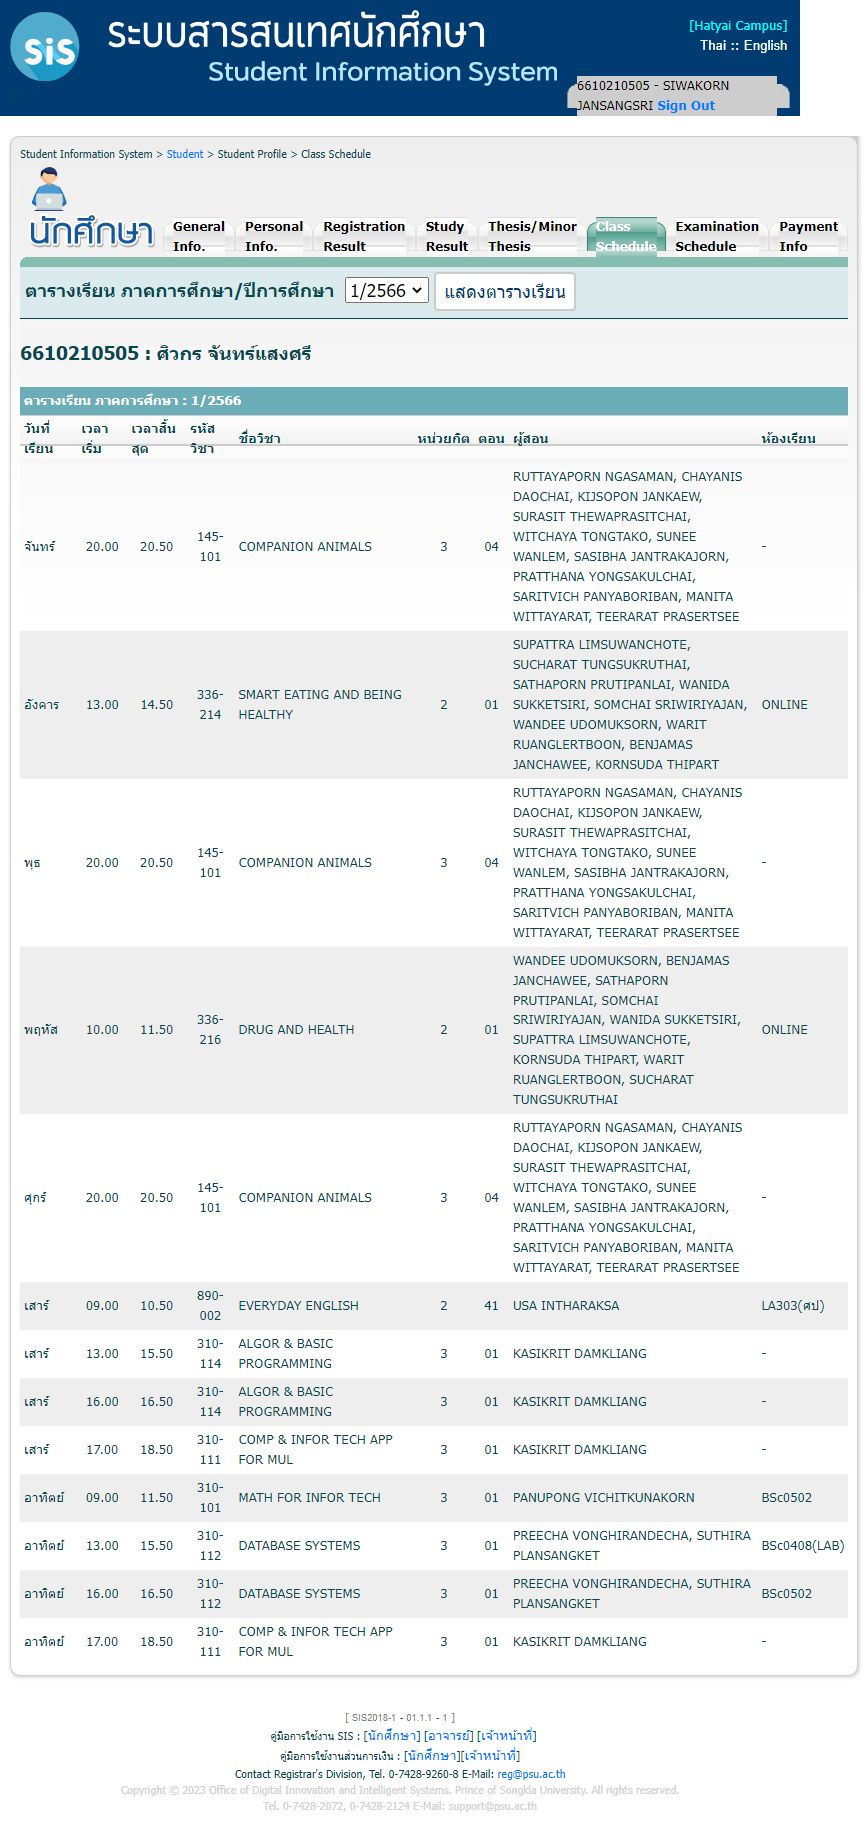 SiS
ระบบสารสนเทศนักศึกษา
Student Information System
[Hatyai Campus]
Thai :: English
6610210505 - SIWAKORN
JANSANGSRI Sign Out
Student Information System > Student > Student Profile > Class Schedule
นักศึกษา
General Info.
Personal Info.
Registration Result
Study Result
Thesis/Minor Thesis
Class Schedule
Examination Schedule
Payment Info
ตารางเรียน ภาคการศึกษา/ปีการศึกษา 1/2566 แสดงตารางเรียน
6610210505 : ศิวกร จันทร์แสงศรี
ตารางเรียน ภาคการศึกษา : 1/2566
วันที่เรียน เวลาเริ่ม เวลาสิ้นสุด รหัสวิชา ชื่อวิชา หน่วยกิต ตอน ผู้สอน ห้องเรียน
จันทร์ 20.00 20.50 145-101 COMPANION ANIMALS 3 04
RUTTAYAPORN NGASAMAN, CHAYANIS
DAOCHAI, KIJSOPON JANKAEW,
SURASIT THEWAPRASITCHAI,
WITCHAYA TONGTAKO, SUNEE
WANLEM, SASIBHA JANTRAKAJORN,
PRATTHANA YONGSAKULCHAI,
SARITVICH PANYABORIBAN, MANITA
WITTAYARAT, TEERARAT PRASERTSEE
-
อังคาร 13.00 14.50 336-214 SMART EATING AND BEING HEALTHY 2 01
SUPATTRA LIMSUWANCHOTE,
SUCHARAT TUNGSUKRUTHAI,
SATHAPORN PRUTIPANLAI, WANIDA
SUKKETSIRI, SOMCHAI SRIWIRIYAJAN,
WANDEE UDOMUKSORN, WARIT
RUANGLERTBOON, BENJAMAS
JANCHAWEE, KORNSUDA THIPART
ONLINE
พุธ 20.00 20.50 145-101 COMPANION ANIMALS 3 04
RUTTAYAPORN NGASAMAN, CHAYANIS
DAOCHAI, KIJSOPON JANKAEW,
SURASIT THEWAPRASITCHAI,
WITCHAYA TONGTAKO, SUNEE
WANLEM, SASIBHA JANTRAKAJORN,
PRATTHANA YONGSAKULCHAI,
SARITVICH PANYABORIBAN, MANITA
WITTAYARAT, TEERARAT PRASERTSEE
-
พฤหัส 10.00 11.50 336-216 DRUG AND HEALTH 2 01
WANDEE UDOMUKSORN, BENJAMAS
JANCHAWEE, SATHAPORN
PRUTIPANLAI, SOMCHAI
SRIWIRIYAJAN, WANIDA SUKKETSIRI,
SUPATTRA LIMSUWANCHOTE,
KORNSUDA THIPART, WARIT
RUANGLERTBOON, SUCHARAT
TUNGSUKRUTHAI
ONLINE
ศุกร์ 20.00 20.50 145-101 COMPANION ANIMALS 3 04
RUTTAYAPORN NGASAMAN, CHAYANIS
DAOCHAI, KIJSOPON JANKAEW,
SURASIT THEWAPRASITCHAI,
WITCHAYA TONGTAKO, SUNEE
WANLEM, SASIBHA JANTRAKAJORN,
PRATTHANA YONGSAKULCHAI,
SARITVICH PANYABORIBAN, MANITA
WITTAYARAT, TEERARAT PRASERTSEE
-
เสาร์ 09.00 10.50 890-002 EVERYDAY ENGLISH 2 41 USA INTHARAKSA LA303(ศป)
เสาร์ 13.00 15.50 310-114 ALGOR & BASIC PROGRAMMING 3 01 KASIKRIT DAMKLIANG -
เสาร์ 16.00 16.50 310-114 ALGOR & BASIC PROGRAMMING 3 01 KASIKRIT DAMKLIANG -
เสาร์ 17.00 18.50 310-111 COMP & INFOR TECH APP FOR MUL 3 01 KASIKRIT DAMKLIANG -
อาทิตย์ 09.00 11.50 310-101 MATH FOR INFOR TECH 3 01 PANUPONG VICHITKUNAKORN BSc0502
อาทิตย์ 13.00 15.50 310-112 DATABASE SYSTEMS 3 01 PREECHA VONGHIRANDECHA, SUTHIRA PLANSANGKET BSc0408(LAB)
อาทิตย์ 16.00 16.50 310-112 DATABASE SYSTEMS 3 01 PREECHA VONGHIRANDECHA, SUTHIRA PLANSANGKET BSc0502
อาทิตย์ 17.00 18.50 310-111 COMP & INFOR TECH APP FOR MUL 3 01 KASIKRIT DAMKLIANG -
[ SIS2018-1 - 01.1.1 - 1 ]
คู่มือการใช้งาน SIS : [นักศึกษา] [อาจารย์] [เจ้าหน้าที่]
คู่มือการใช้งานส่วนการเงิน : [นักศึกษา][เจ้าหน้าที่]
Contact Registrar's Division, Tel. 0-7428-9260-8 E-Mail: reg@psu.ac.th
Copyright © 2023 Office of Digital Innovation and Intelligent Systems. Prince of Songkla University. All rights reserved.
Tel. 0-7428-2072, 0-7428-2124 E-Mail: support@psu.ac.th